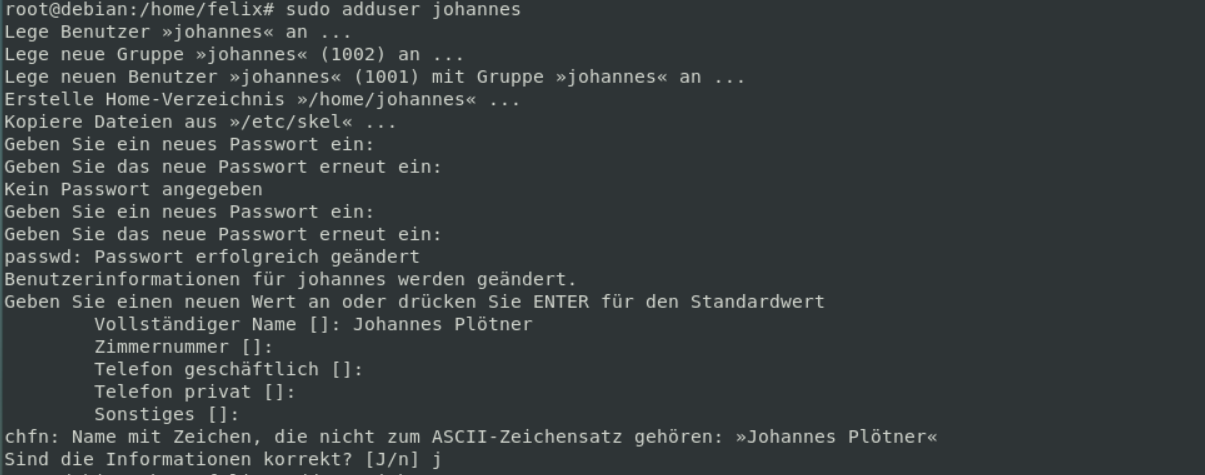 root@debian:/home/felix# sudo adduser johannes
Lege Benutzer »johannes« an ...
Lege neue Gruppe »johannes« (1002) an ...
Lege neuen Benutzer »johannes« (1001) mit Gruppe »johannes« an ...
Erstelle Home-Verzeichnis »/home/johannes« ...
Kopiere Dateien aus »/etc/skel« ...
Geben Sie ein neues Passwort ein:
Geben Sie das neue Passwort erneut ein:
Kein Passwort angegeben
Geben Sie ein neues Passwort ein:
Geben Sie das neue Passwort erneut ein:
passwd: Passwort erfolgreich geändert
Benutzerinformationen für johannes werden geändert.
Geben Sie einen neuen Wert an oder drücken Sie ENTER für den Standardwert
Vollständiger Name []: Johannes Plötner
Zimmernummer []:
Telefon geschäftlich []:
Telefon privat []:
Sonstiges []:
chfn: Name mit Zeichen, die nicht zum ASCII-Zeichensatz gehören: »Johannes Plötner«
Sind die Informationen korrekt? [J/n] j